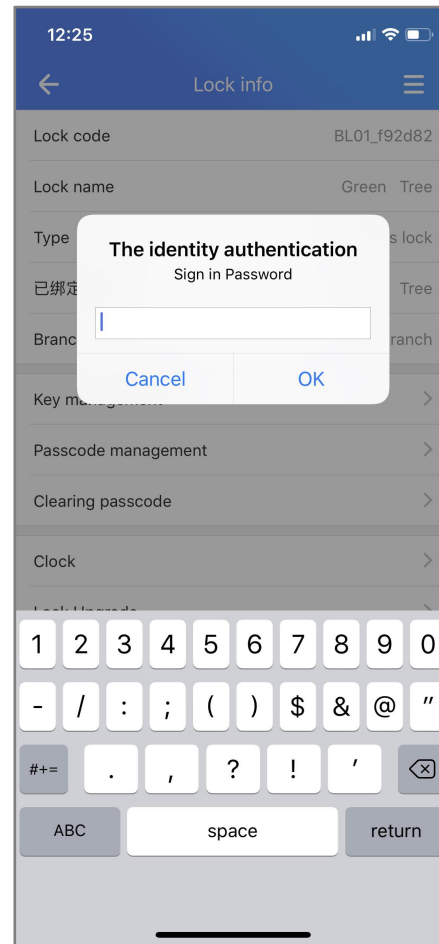 12:25
Lock info
Lock code BL01_f92d82
Lock name Green Tree
Type s lock
The identity authentication
Sign in Password
已绑定 Tree
Branc ranch
Cancel OK
Key management
Passcode management
Clearing passcode
Clock
Lock Upgrade
1 2 3 4 5 6 7 8 9 0
- / : ; ( ) $ & @ "
#+= . , ? ! '
ABC space return